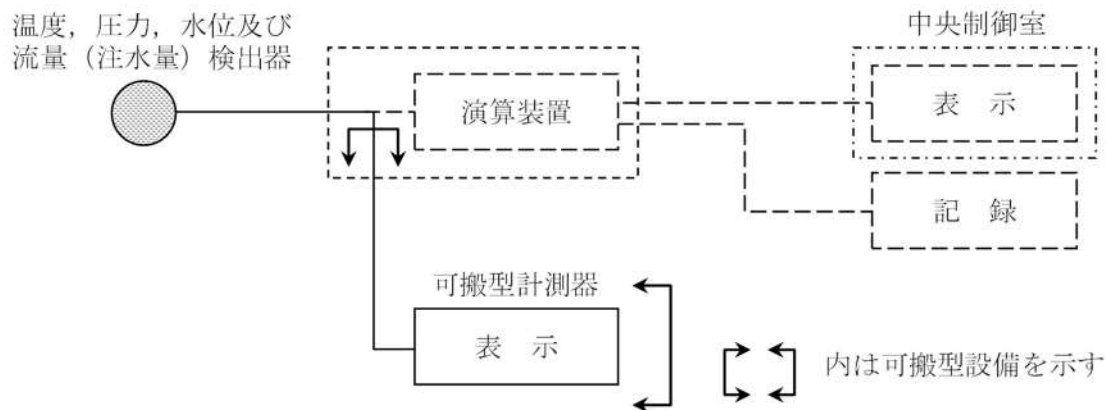 温度，圧力，水位及び
流量（注水量）検出器
中央制御室
演算装置
表　示
記　録
可搬型計測器
表　示
内は可搬型設備を示す